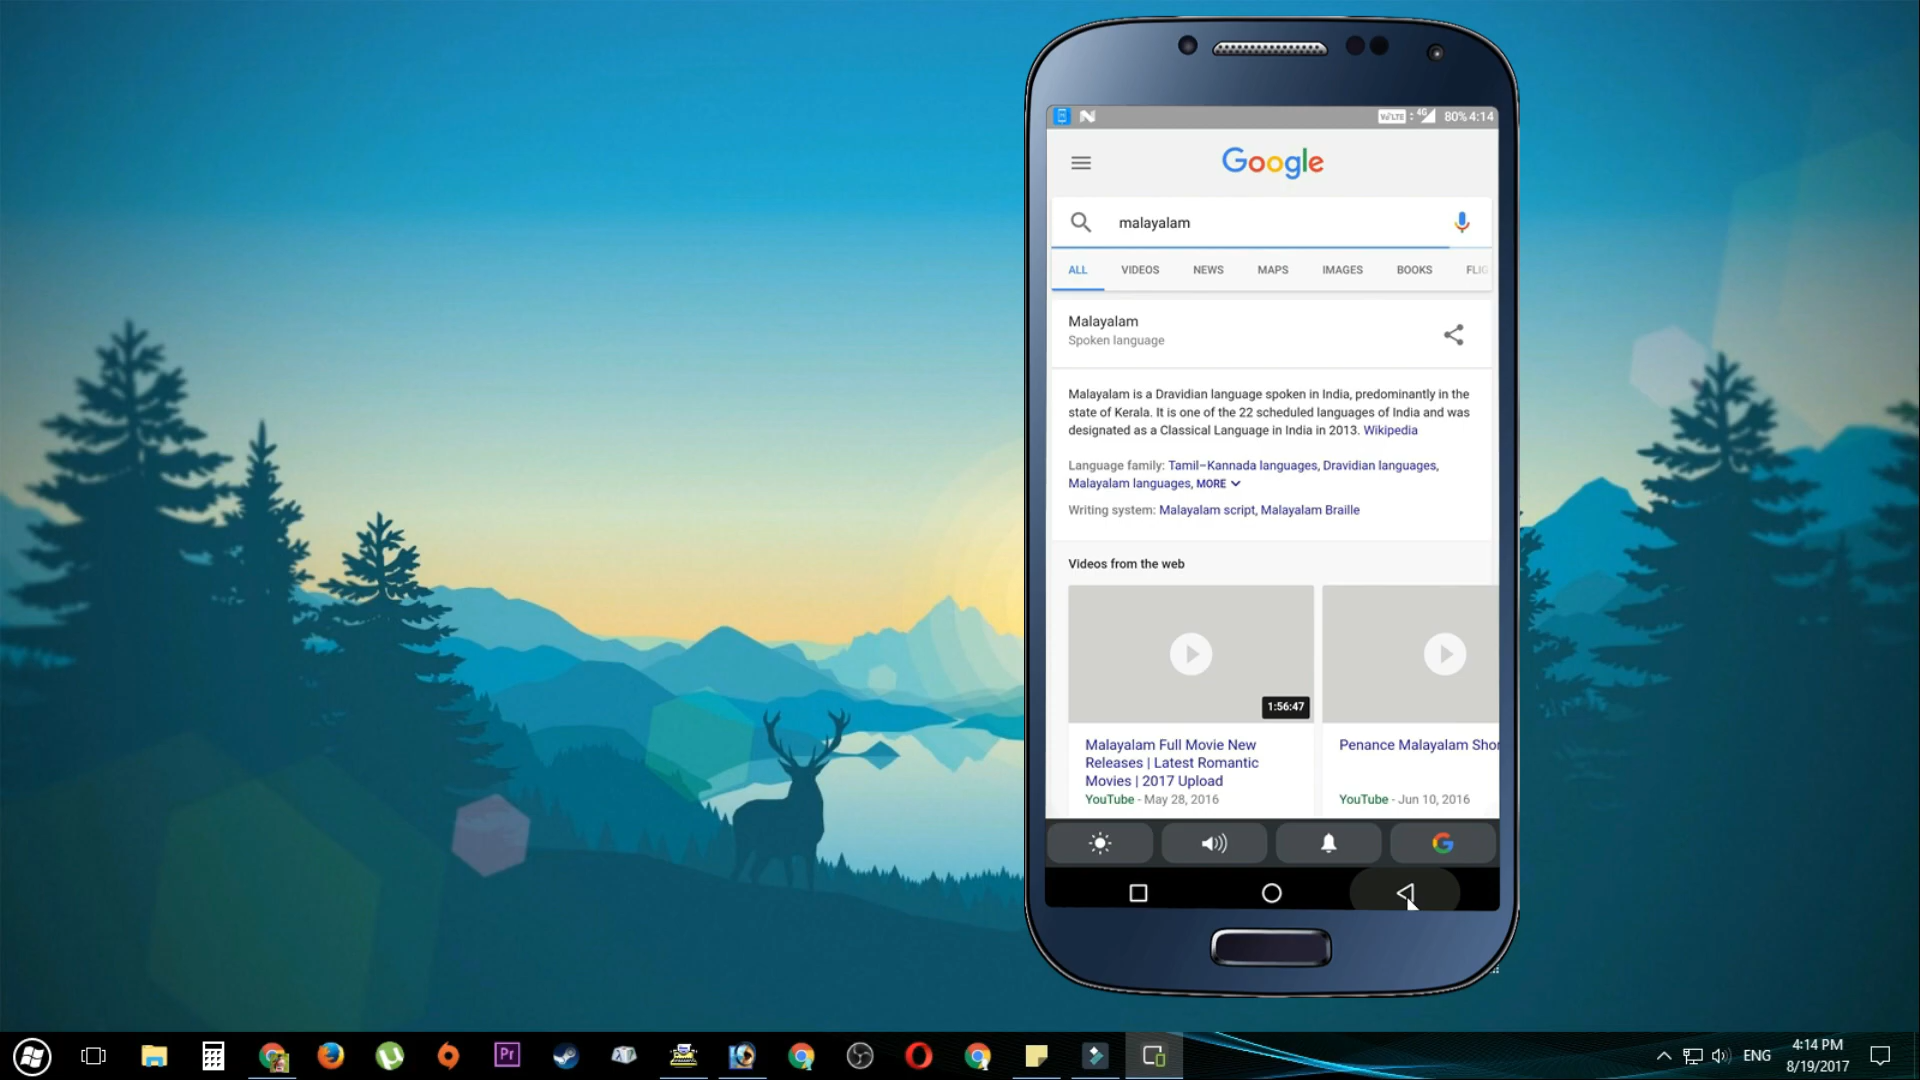 VoLTE 4G 80% 4:14
Google
malayalam
ALL VIDEOS NEWS MAPS IMAGES BOOKS FLIG
Malayalam
Spoken language
Malayalam is a Dravidian language spoken in India, predominantly in the
state of Kerala. It is one of the 22 scheduled languages of India and was
designated as a Classical Language in India in 2013. Wikipedia
Language family: Tamil–Kannada languages, Dravidian languages,
Malayalam languages, MORE
Writing system: Malayalam script, Malayalam Braille
Videos from the web
1:56:47
Malayalam Full Movie New
Releases | Latest Romantic
Movies | 2017 Upload
YouTube - May 28, 2016
Penance Malayalam Shor
YouTube - Jun 10, 2016
Pr
ENG
4:14 PM
8/19/2017